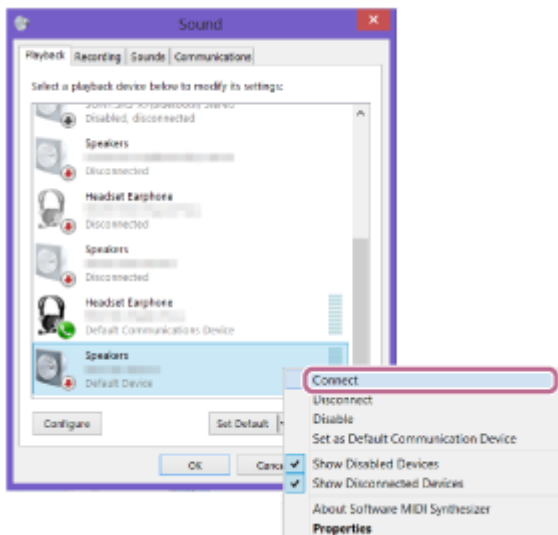 Sound
Playback Recording Sounds Communications
Select a playback device below to modify its settings:
Disabled, disconnected
Speakers
Disconnected
Headset Earphone
Disconnected
Speakers
Disconnected
Headset Earphone
Default Communications Device
Speakers
Default Device
Configure Set Default
OK Canc
Connect
Disconnect
Disable
Set as Default Communication Device
Show Disabled Devices
Show Disconnected Devices
About Software MIDI Synthesizer
Properties